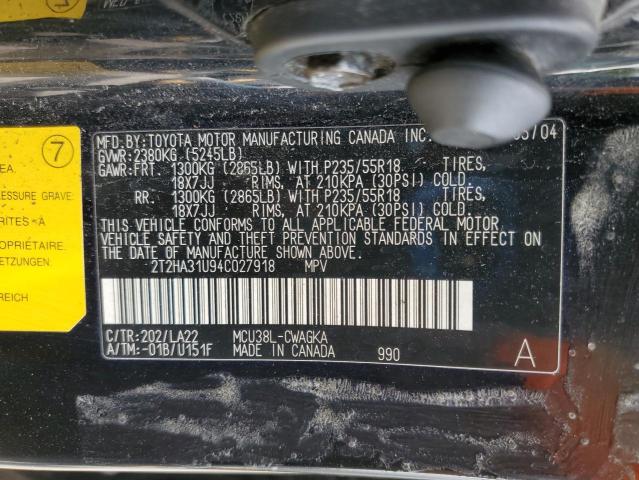 MFD. BY:TOYOTA MOTOR MANUFACTURING CANADA INC. 05/04
GVWR:2380KG (5245LB)
GAWR:FRT. 1300KG (2865LB) WITH P235/55R18 TIRES,
18X7JJ RIMS, AT 210KPA (30PSI) COLD
RR. 1300KG (2865LB) WITH P235/55R18 TIRES,
18X7JJ RIMS, AT 210KPA (30PSI) COLD.
THIS VEHICLE CONFORMS TO ALL APPLICABLE FEDERAL MOTOR
VEHICLE SAFETY AND THEFT PREVENTION STANDARDS IN EFFECT ON
THE DATE OF MANUFACTURE SHOWN ABOVE.
2T2HA31U94C027918 MPV
C/TR:202/LA22 MCU38L-CWAGKA
A/TM:-01B/U151F MADE IN CANADA 990 A
7
EA.
ESSURE GRAVE
RITES À
PROPRIÉTAIRE.
ETZUNGEN.
REICH